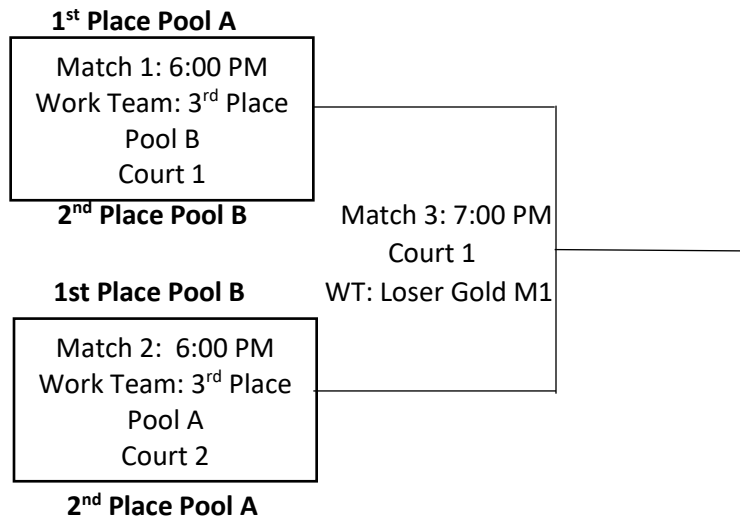 1st Place Pool A
Match 1: 6:00 PM
Work Team: 3rd Place
Pool B
Court 1
2nd Place Pool B
Match 3: 7:00 PM
Court 1
WT: Loser Gold M1
1st Place Pool B
Match 2: 6:00 PM
Work Team: 3rd Place
Pool A
Court 2
2nd Place Pool A